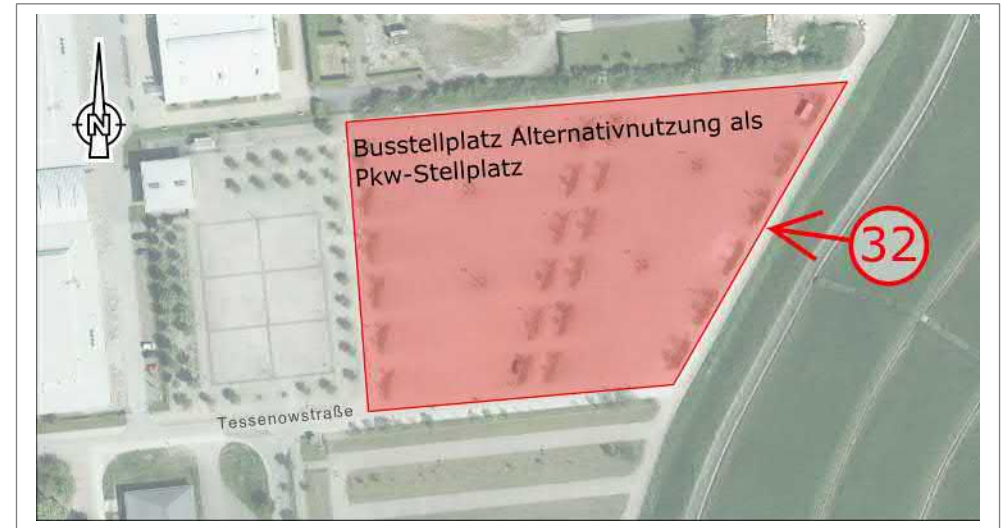 N
Busstellplatz Alternativnutzung als
Pkw-Stellplatz
32
Tessenowstraße